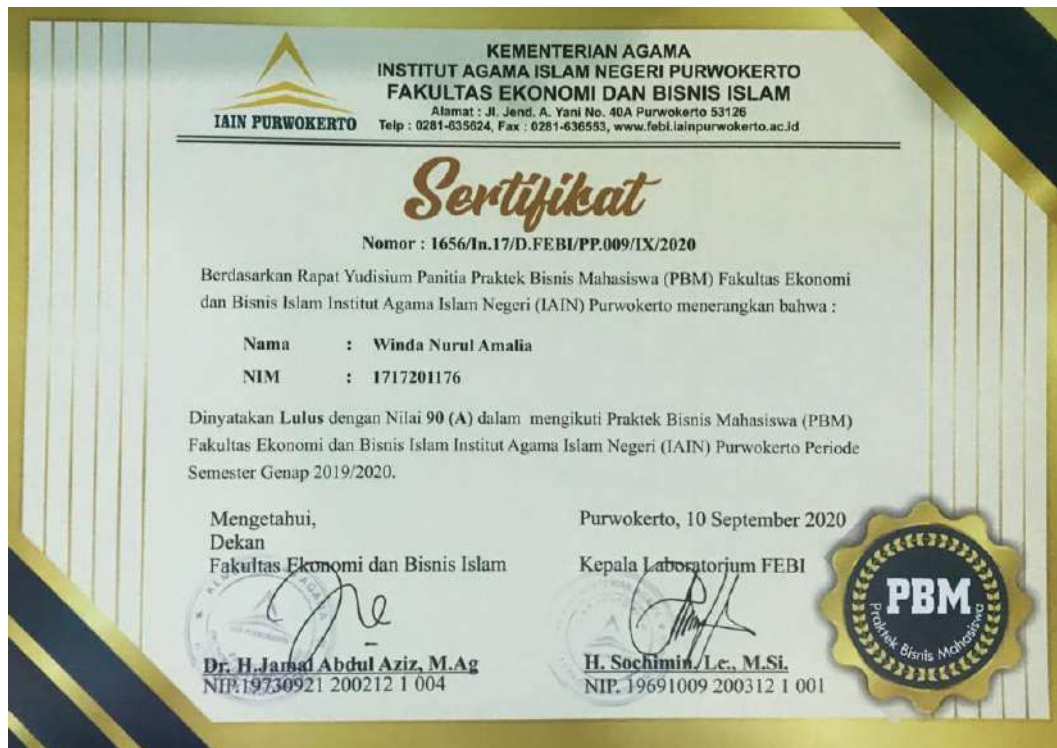 KEMENTERIAN AGAMA
INSTITUT AGAMA ISLAM NEGERI PURWOKERTO
FAKULTAS EKONOMI DAN BISNIS ISLAM
Alamat : Jl. Jend. A. Yani No. 40A Purwokerto 53126
Telp : 0281-635624, Fax : 0281-636553, www.febi.iainpurwokerto.ac.id
IAIN PURWOKERTO
Sertifikat
Nomor : 1656/In.17/D.FEBI/PP.009/IX/2020
Berdasarkan Rapat Yudisium Panitia Praktek Bisnis Mahasiswa (PBM) Fakultas Ekonomi
dan Bisnis Islam Institut Agama Islam Negeri (IAIN) Purwokerto menerangkan bahwa :
Nama : Winda Nurul Amalia
NIM : 1717201176
Dinyatakan Lulus dengan Nilai 90 (A) dalam mengikuti Praktek Bisnis Mahasiswa (PBM)
Fakultas Ekonomi dan Bisnis Islam Institut Agama Islam Negeri (IAIN) Purwokerto Periode
Semester Genap 2019/2020.
Mengetahui,
Dekan
Fakultas Ekonomi dan Bisnis Islam
Dr. H.Jamal Abdul Aziz, M.Ag
NIP.19730921 200212 1 004
Purwokerto, 10 September 2020
Kepala Laboratorium FEBI
H. Sochimin, Lc., M.Si.
NIP. 19691009 200312 1 001
PBM
Praktek Bisnis Mahasiswa